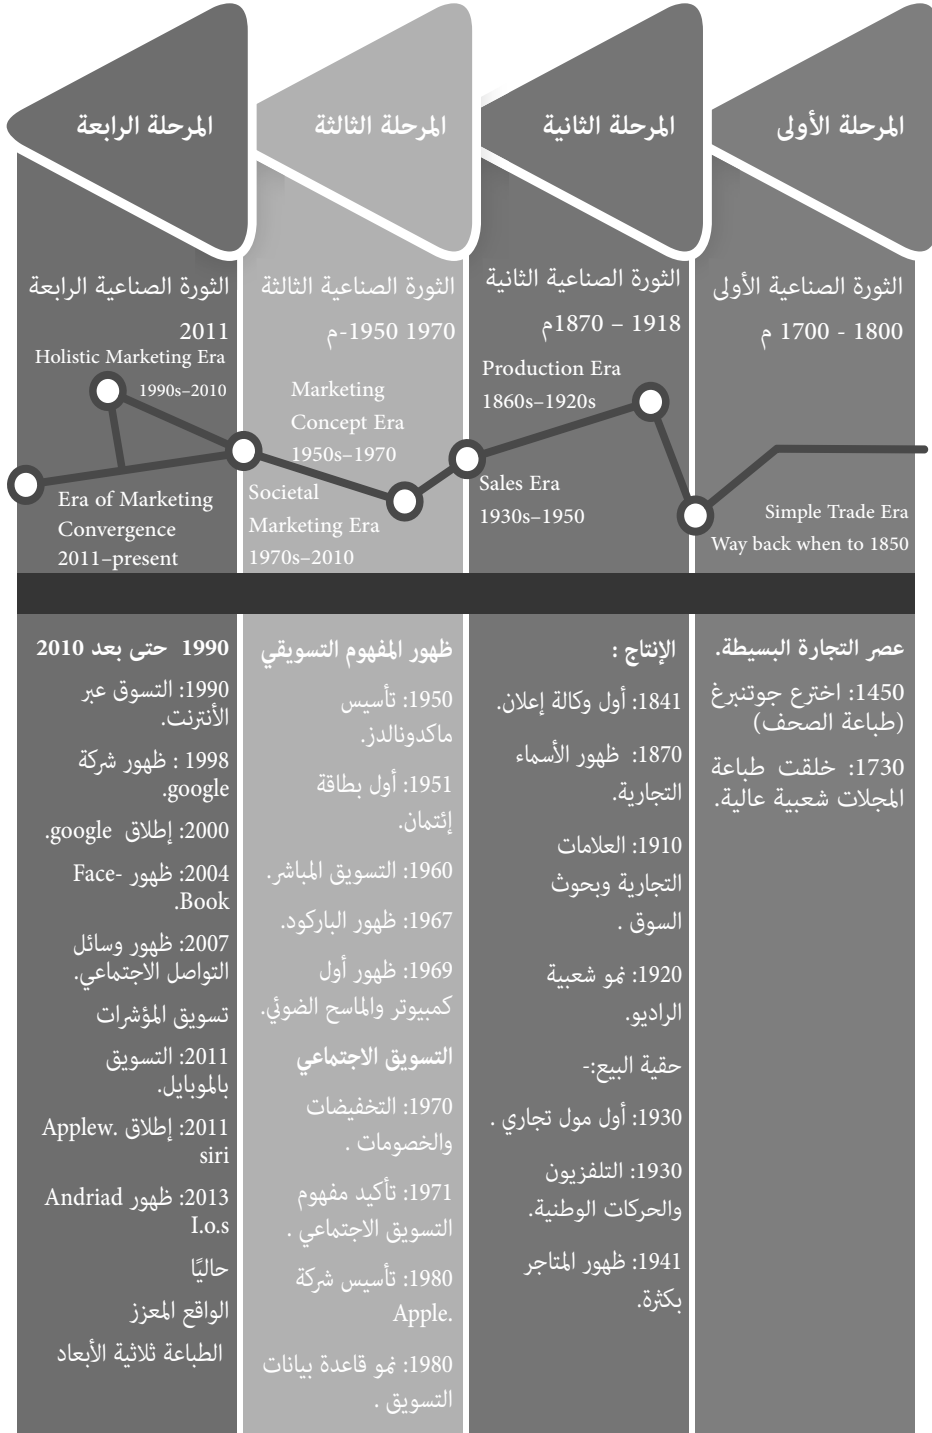 المرحلة الأولى
المرحلة الثانية
المرحلة الثالثة
المرحلة الرابعة
الثورة الصناعية الأولى
1700 - 1800 م
Simple Trade Era
Way back when to 1850
الثورة الصناعية الثانية
1870 – 1918م
Production Era
1860s–1920s
Sales Era
1930s–1950
الثورة الصناعية الثالثة
1950 1970-م
Marketing
Concept Era
1950s–1970
Societal
Marketing Era
1970s–2010
الثورة الصناعية الرابعة
2011
Holistic Marketing Era
1990s–2010
Era of Marketing
Convergence
2011–present
عصر التجارة البسيطة.
1450: اخترع جوتنبرغ
(طباعة الصحف)
1730: خلقت طباعة
المجلات شعبية عالية.
الإنتاج :
1841: أول وكالة إعلان.
1870: ظهور الأسماء
التجارية.
1910: العلامات
التجارية وبحوث
السوق .
1920: نمو شعبية
الراديو.
حقية البيع:-
1930: أول مول تجاري .
1930: التلفزيون
والحركات الوطنية.
1941: ظهور المتاجر
بكثرة.
ظهور المفهوم التسويقي
1950: تأسيس
ماكدونالدز.
1951: أول بطاقة
إئتمان.
1960: التسويق المباشر.
1967: ظهور الباركود.
1969: ظهور أول
كمبيوتر والماسح الضوئي.
التسويق الاجتماعي
1970: التخفيضات
والخصومات .
1971: تأكيد مفهوم
التسويق الاجتماعي .
1980: تأسيس شركة
Apple.
1980: نمو قاعدة بيانات
التسويق .
1990 حتى بعد 2010
1990: التسوق عبر
الأنترنت.
1998 : ظهور شركة
google.
2000: إطلاق google.
2004: ظهور Face-
Book.
2007: ظهور وسائل
التواصل الاجتماعي.
تسويق المؤشرات
2011: التسويق
بالموبايل.
2011: إطلاق Applew.
siri
2013: ظهور Andriad
I.o.s
حاليًا
الواقع المعزز
الطباعة ثلاثية الأبعاد